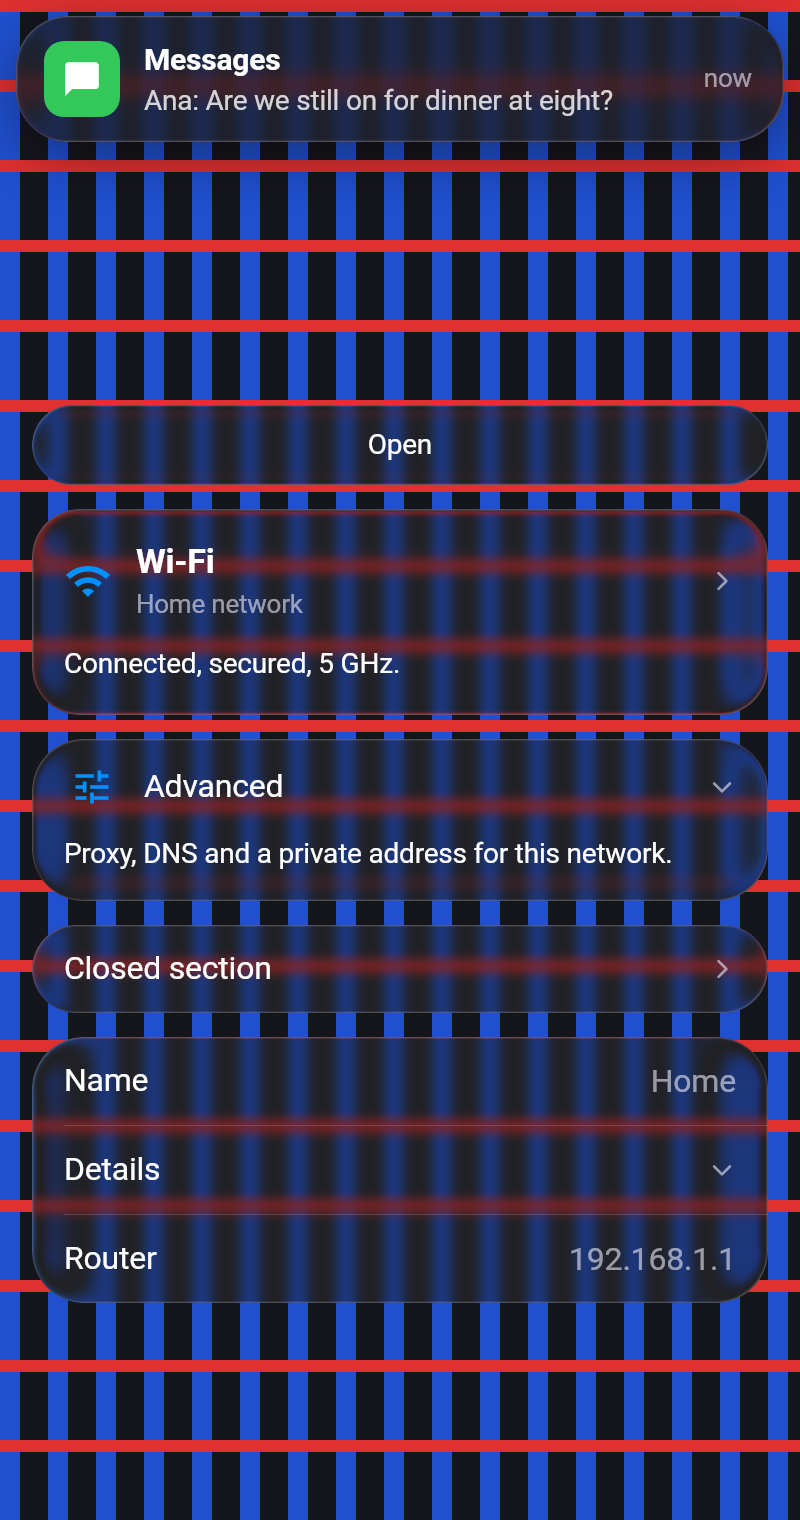 Messages
Ana: Are we still on for dinner at eight?
now
Open
Wi-Fi
Home network
Connected, secured, 5 GHz.
Advanced
Proxy, DNS and a private address for this network.
Closed section
Name
Home
Details
Router
192.168.1.1